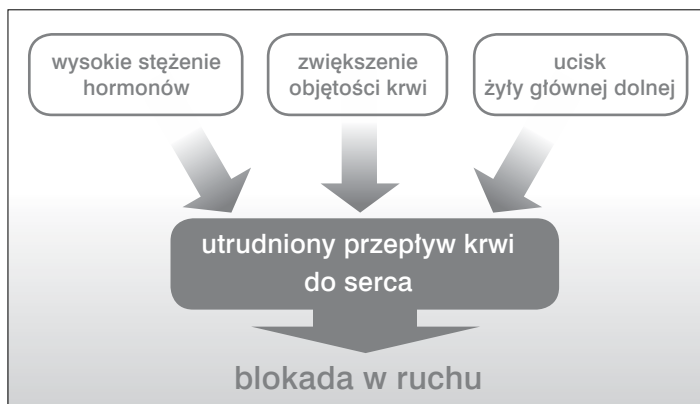 wysokie stężenie
hormonów
zwiększenie
objętości krwi
ucisk
żyły głównej dolnej
utrudniony przepływ krwi
do serca
blokada w ruchu